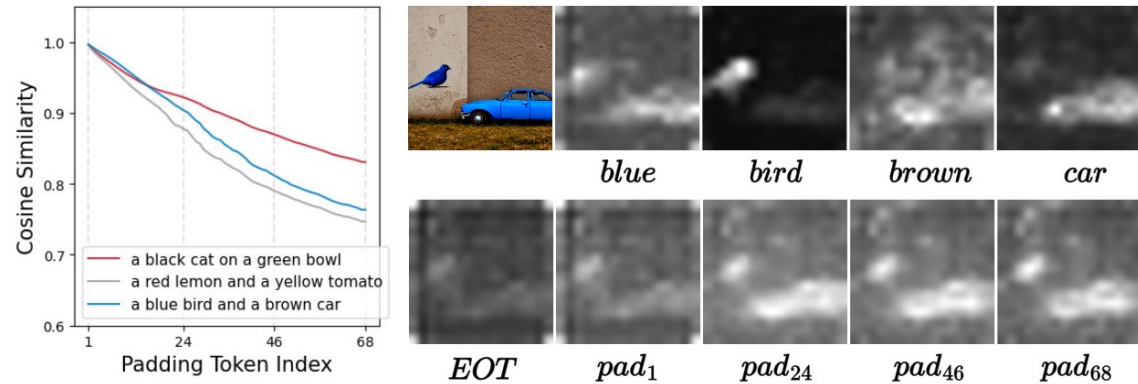 1.0
0.9
0.8
0.7
0.6
Cosine Similarity
a black cat on a green bowl
a red lemon and a yellow tomato
a blue bird and a brown car
1 24 46 68
Padding Token Index
blue bird brown car
EOT pad₁ pad₂₄ pad₄₆ pad₆₈